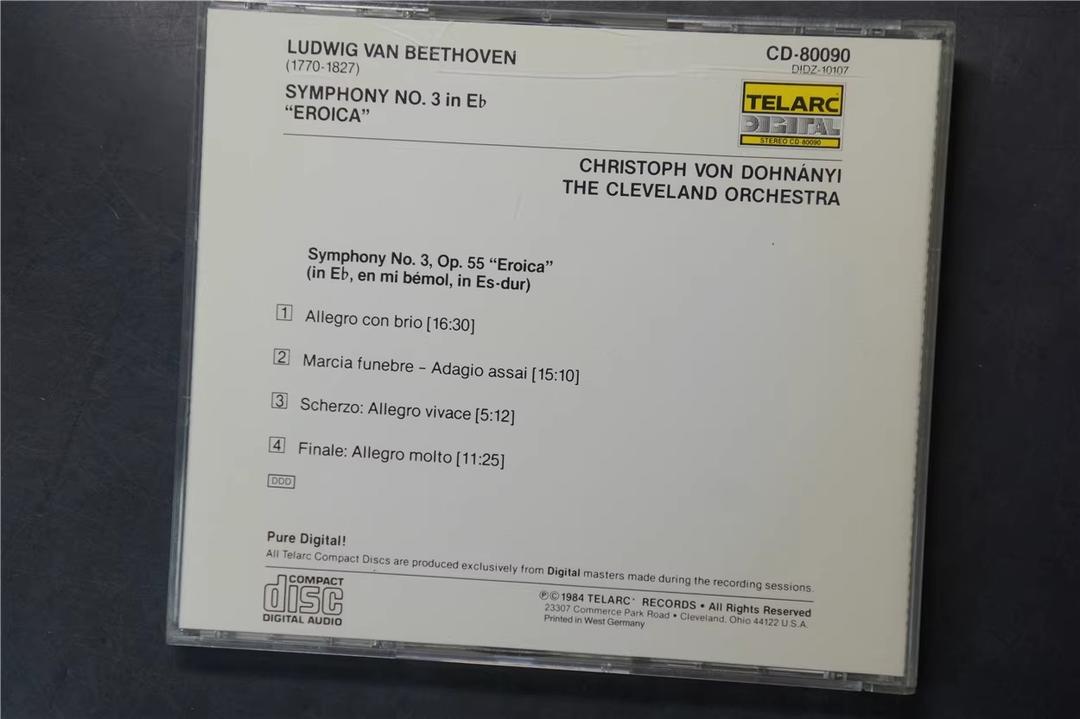 LUDWIG VAN BEETHOVEN
(1770-1827)
SYMPHONY NO. 3 in E♭
“EROICA”
CD-80090
DIDZ-10107
TELARC
DIGITAL
STEREO CD 80090
CHRISTOPH VON DOHNÁNYI
THE CLEVELAND ORCHESTRA
Symphony No. 3, Op. 55 “Eroica”
(in E♭, en mi bémol, in Es-dur)
1 Allegro con brio [16:30]
2 Marcia funebre – Adagio assai [15:10]
3 Scherzo: Allegro vivace [5:12]
4 Finale: Allegro molto [11:25]
DDD
Pure Digital!
All Telarc Compact Discs are produced exclusively from Digital masters made during the recording sessions.
COMPACT
disc
DIGITAL AUDIO
℗© 1984 TELARC® RECORDS • All Rights Reserved
23307 Commerce Park Road • Cleveland, Ohio 44122 U.S.A.
Printed in West Germany